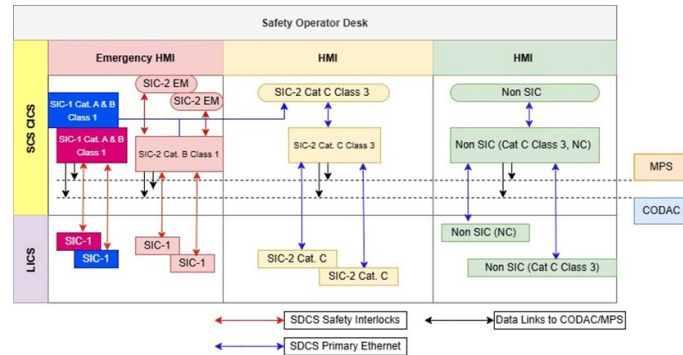 Safety Operator Desk
Emergency HMI
HMI
HMI
SCS CICS
SIC-2 EM
SIC-2 EM
SIC-1 Cat. A & B
Class 1
SIC-1 Cat. A & B
Class 1
SIC-2 Cat. B Class 1
SIC-2 Cat C Class 3
SIC-2 Cat. C Class 3
Non SIC
Non SIC (Cat C Class 3, NC)
MPS
CODAC
LICS
SIC-1
SIC-1
SIC-1
SIC-1
SIC-2 Cat. C
SIC-2 Cat. C
Non SIC (NC)
Non SIC (Cat C Class 3)
SDCS Safety Interlocks
Data Links to CODAC/MPS
SDCS Primary Ethernet